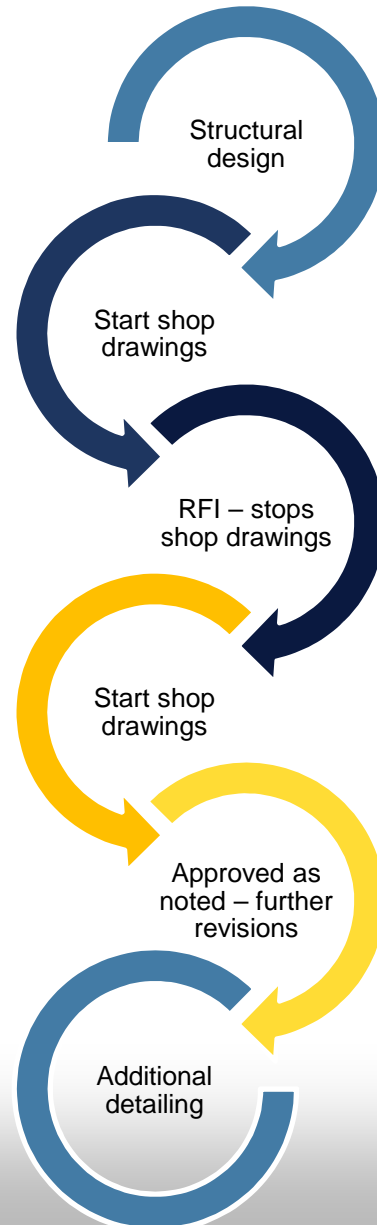 Structural
design
Start shop
drawings
RFI – stops
shop drawings
Start shop
drawings
Approved as
noted – further
revisions
Additional
detailing